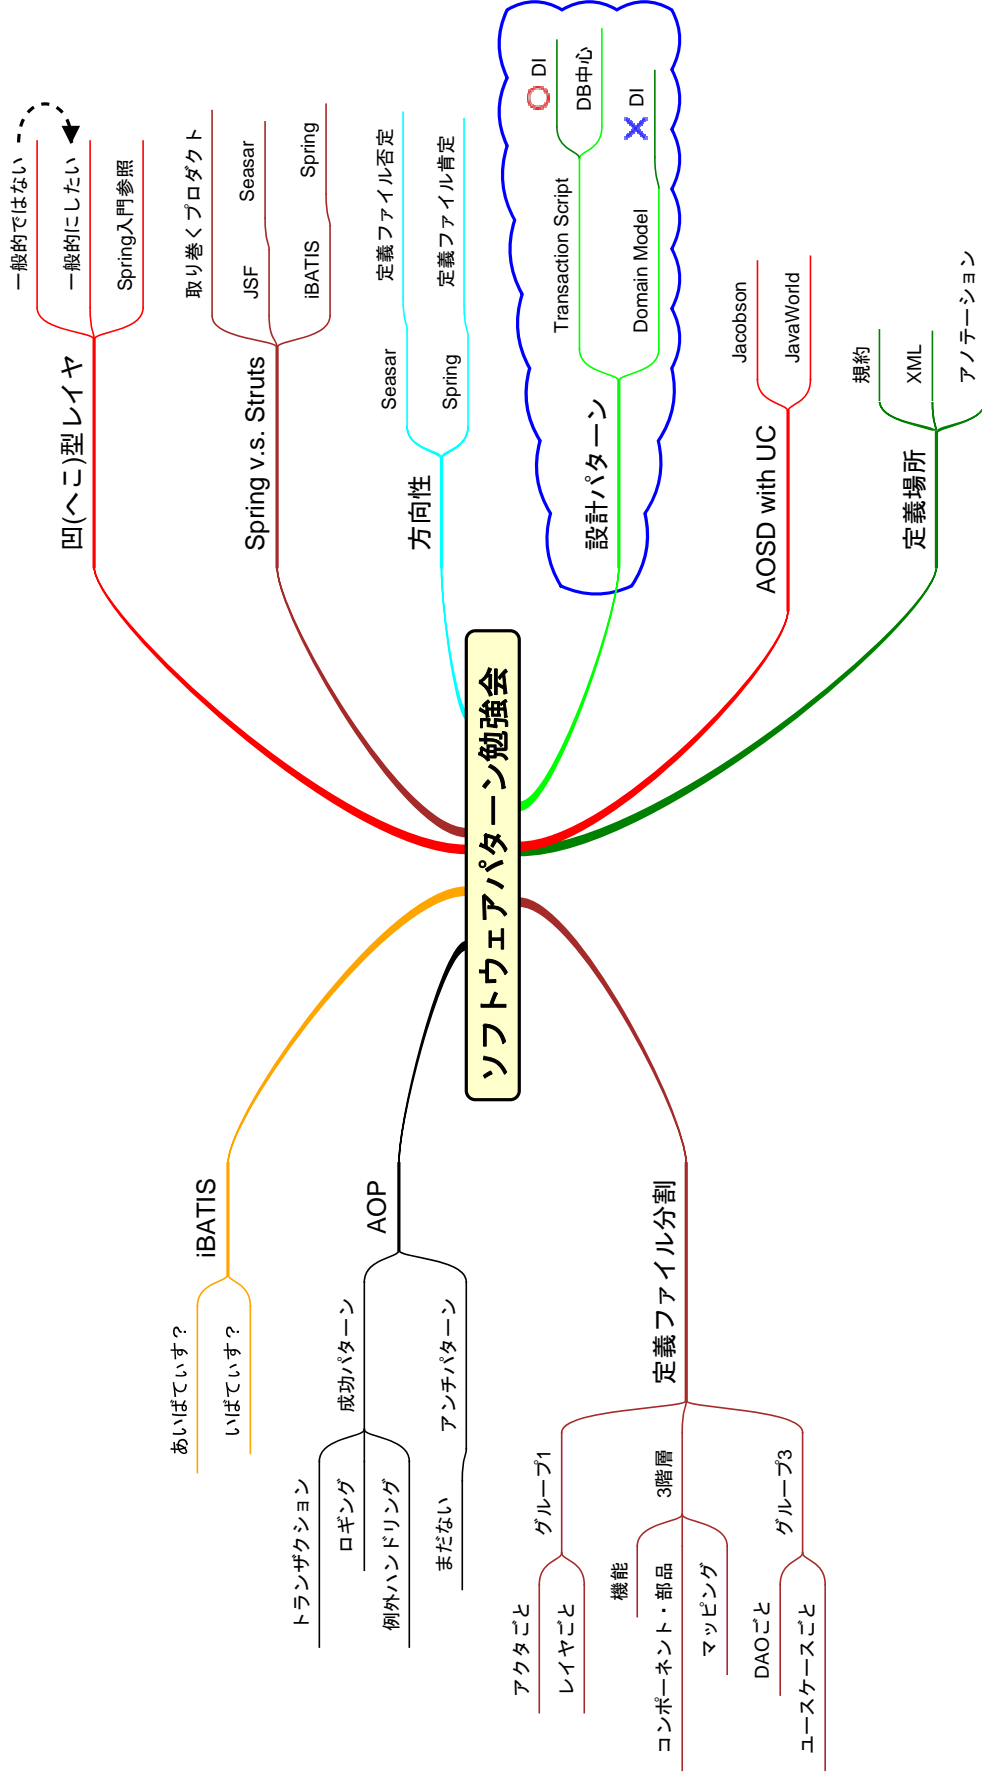 ソフトウェアパターン勉強会
凹(へこ)型レイヤ
一般的ではない
一般的にしたい
Spring入門参照
Spring v.s. Struts
取り巻くプロダクト
JSF
Seasar
iBATIS
Spring
方向性
Seasar
定義ファイル否定
Spring
定義ファイル肯定
設計パターン
Transaction Script
DI
DB中心
Domain Model
DI
AOSD with UC
Jacobson
JavaWorld
定義場所
規約
XML
アノテーション
iBATIS
あいばてぃす？
いばてぃす？
AOP
成功パターン
トランザクション
ロギング
例外ハンドリング
アンチパターン
まだない
定義ファイル分割
グループ1
アクタごと
レイヤごと
3階層
機能
コンポーネント・部品
マッピング
グループ3
DAOごと
ユースケースごと